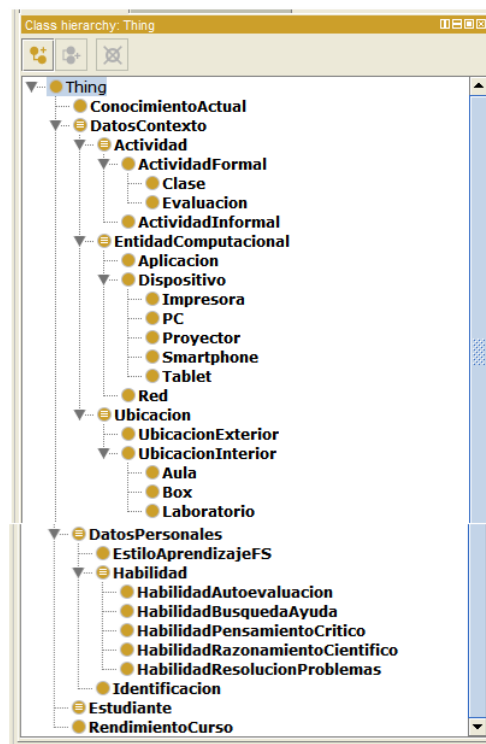 Class hierarchy: Thing
Thing
ConocimientoActual
DatosContexto
Actividad
ActividadFormal
Clase
Evaluacion
ActividadInformal
EntidadComputacional
Aplicacion
Dispositivo
Impresora
PC
Proyector
Smartphone
Tablet
Red
Ubicacion
UbicacionExterior
UbicacionInterior
Aula
Box
Laboratorio
DatosPersonales
EstiloAprendizajeFS
Habilidad
HabilidadAutoevaluacion
HabilidadBusquedaAyuda
HabilidadPensamientoCritico
HabilidadRazonamientoCientifico
HabilidadResolucionProblemas
Identificacion
Estudiante
RendimientoCurso